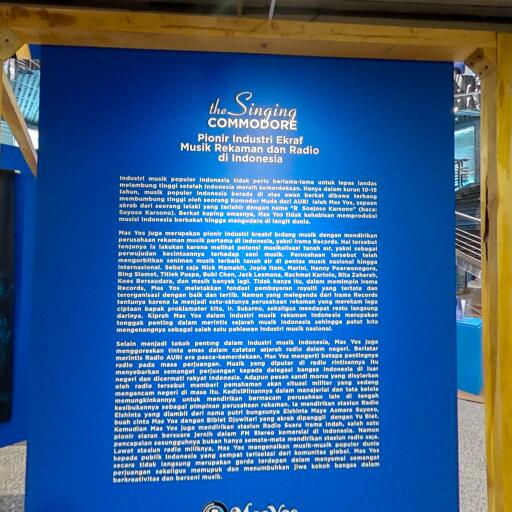 the Singing
COMMODORE
Pionir Industri Ekraf
Musik Rekaman dan Radio
di Indonesia
Industri musik populer Indonesia tidak perlu berlama-lama untuk lepas landas
melambung tinggi setelah Indonesia meraih kemerdekaan. Hanya dalam kurun 10-15
tahun, musik populer Indonesia berada di atas awan berkat dibawa terbang
membumbung tinggi oleh seorang Komodor Muda dari AURI Ialah Mas Yos, sapaan
akrab dari seorang lelaki yang terlahir dengan nama "R Soejoso Karsono" (baca:
Suyoso Karsono). Berkat kuping emasnya, Mas Yos tidak kehabisan memproduksi
musisi Indonesia berbakat hingga mengudara di langit dunia.
Mas Yos juga merupakan pionir industri kreatif bidang musik dengan mendirikan
perusahaan rekaman musik pertama di Indonesia, yakni Irama Records. Hal tersebut
tentunya ia lakukan karena melihat potensi musikalisasi tanah air, yakni sebagai
perwujudan kecintaannya terhadap seni musik. Perusahaan tersebut telah
mengorbitkan seniman musik terbaik tanah air di pentas musik nasional hingga
internasional. Sebut saja Nick Mamahit, Jopie Item, Marini, Henny Poerwonegoro,
Bing Slamet, Titiek Puspa, Bubi Chen, Jack Lesmana, Rachmat Kartolo, Rita Zaharah,
Koes Bersaudara, dan masih banyak lagi. Tidak hanya itu, dalam memimpin Irama
Records, Mas Yos meletakkan fondasi pembayaran royalti yang tertata dan
terorganisasi dengan baik dan tertib. Namun yang melegenda dari Irama Records
tentunya karena ia menjadi satu-satunya perusahaan rekaman yang merekam lagu
ciptaan bapak proklamator kita, Ir. Sukarno, sekaligus mendapat restu langsung
darinya. Kiprah Mas Yos dalam industri musik rekaman Indonesia merupakan
tonggak penting dalam merintis sejarah musik Indonesia sehingga patut kita
mengenangnya sebagai salah satu pahlawan industri musik nasional.
Selain menjadi tokoh penting dalam industri musik Indonesia, Mas Yos juga
menggoreskan tinta emas dalam catatan sejarah radio dalam negeri. Berlatar
merintis Radio AURI era pasca-kemerdekaan, Mas Yos mengerti betapa pentingnya
radio pada masa perjuangan. Musik yang diputar di radio rintisannya itu
menyebarkan semangat perjuangan kepada delegasi bangsa Indonesia di luar
negeri dan dicermati rakyat Indonesia. Adapun pesan sandi morse yang disyiarkan
oleh radio tersebut memberi pemahaman akan situasi militer yang sedang
mengancam negeri di masa itu. Kedisiplinannya dalam manajerial dan tata kelola
memungkinkannya untuk mendirikan bermacam perusahaan lain di tengah
kesibukannya sebagai pimpinan perusahaan rekaman. Ia mendirikan stasiun Radio
Elshinta yang diambil dari nama putri bungsunya Elshinta Maya Asmaro Suyoso,
buah cinta Mas Yos dengan Bibat Djuwitari yang akrab dipanggil dengan Yu Biet.
Kemudian Mas Yos juga mendirikan stasiun Radio Suara Irama Indah, salah satu
pionir siaran bersuara jernih dalam FM Stereo komersial di Indonesia. Namun
pencapaian sesungguhnya bukan hanya semata-mata mendirikan stasiun radio saja.
Lewat stasiun radio miliknya, Mas Yos mengenalkan musik-musik populer dunia
kepada publik Indonesia yang sempat terisolasi dari komunitas global. Mas Yos
secara tidak langsung merupakan garda terdepan dalam menyemai semangat
perjuangan sekaligus memupuk dan menumbuhkan jiwa kokoh bangsa dalam
berkreativitas dan berseni musik.
Mas Yos